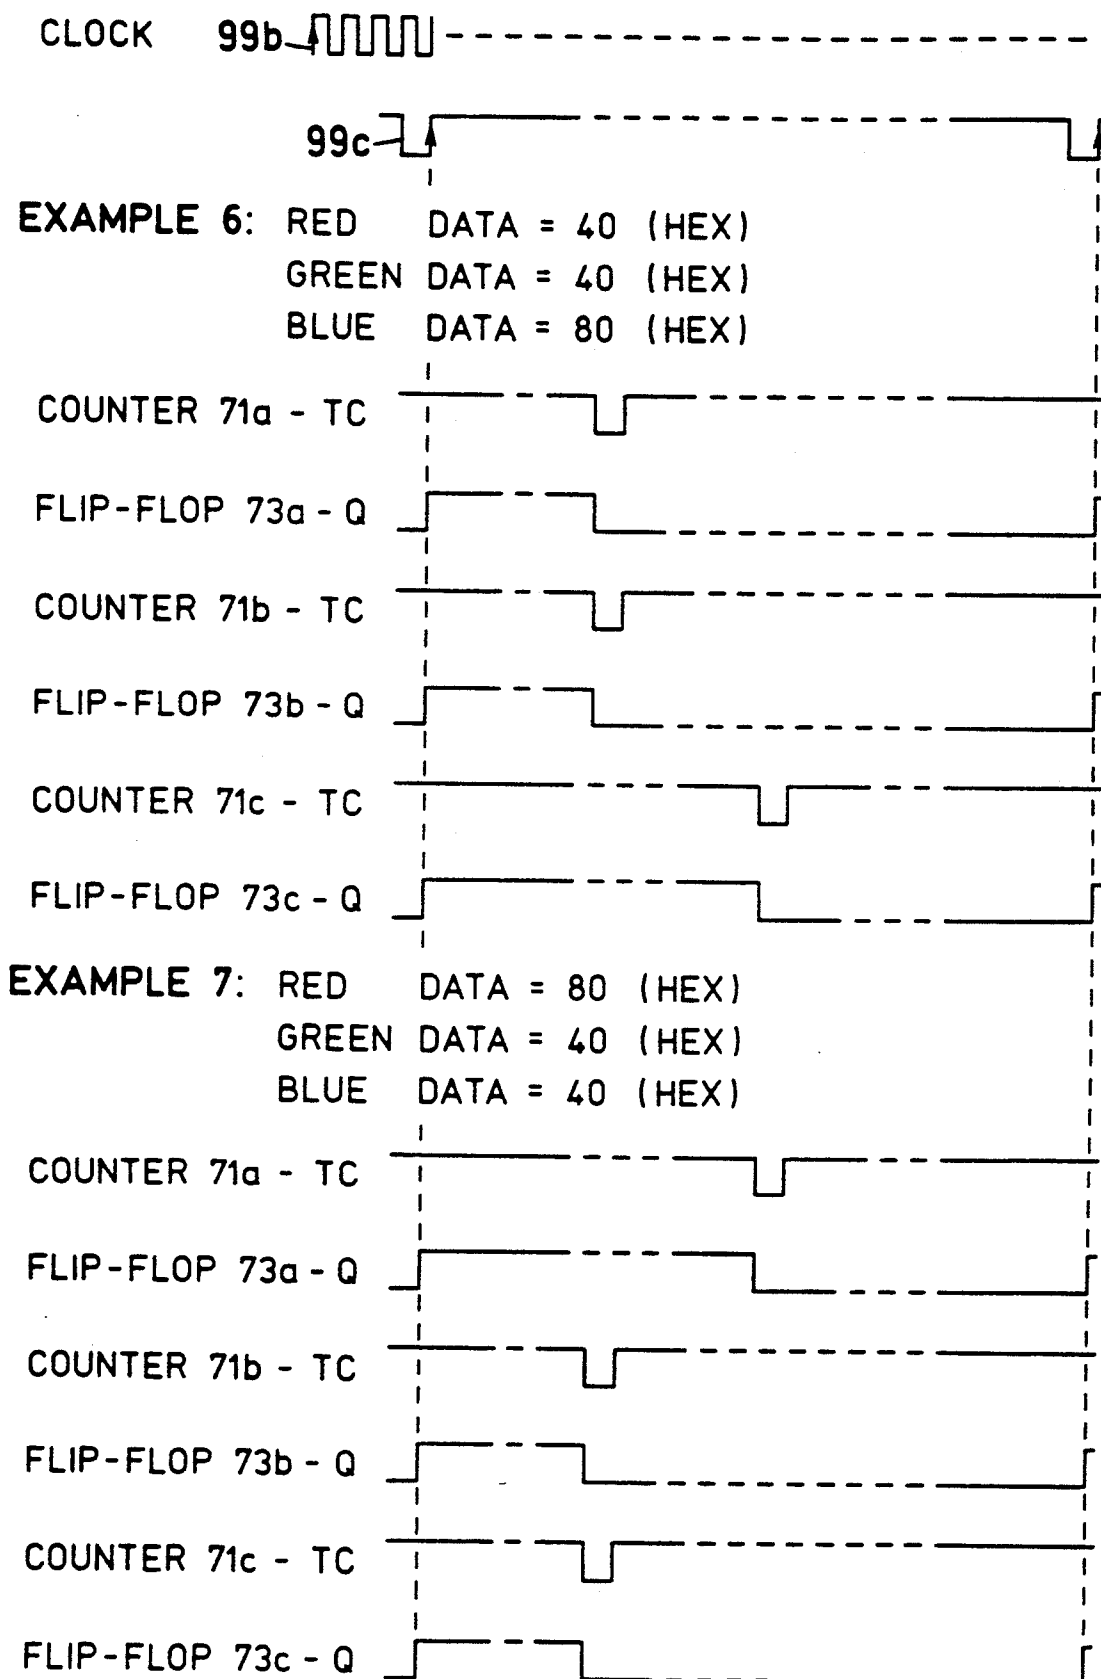 CLOCK 99b
99c
EXAMPLE 6: RED DATA = 40 (HEX)
GREEN DATA = 40 (HEX)
BLUE DATA = 80 (HEX)
COUNTER 71a - TC
FLIP-FLOP 73a - Q
COUNTER 71b - TC
FLIP-FLOP 73b - Q
COUNTER 71c - TC
FLIP-FLOP 73c - Q
EXAMPLE 7: RED DATA = 80 (HEX)
GREEN DATA = 40 (HEX)
BLUE DATA = 40 (HEX)
COUNTER 71a - TC
FLIP-FLOP 73a - Q
COUNTER 71b - TC
FLIP-FLOP 73b - Q
COUNTER 71c - TC
FLIP-FLOP 73c - Q